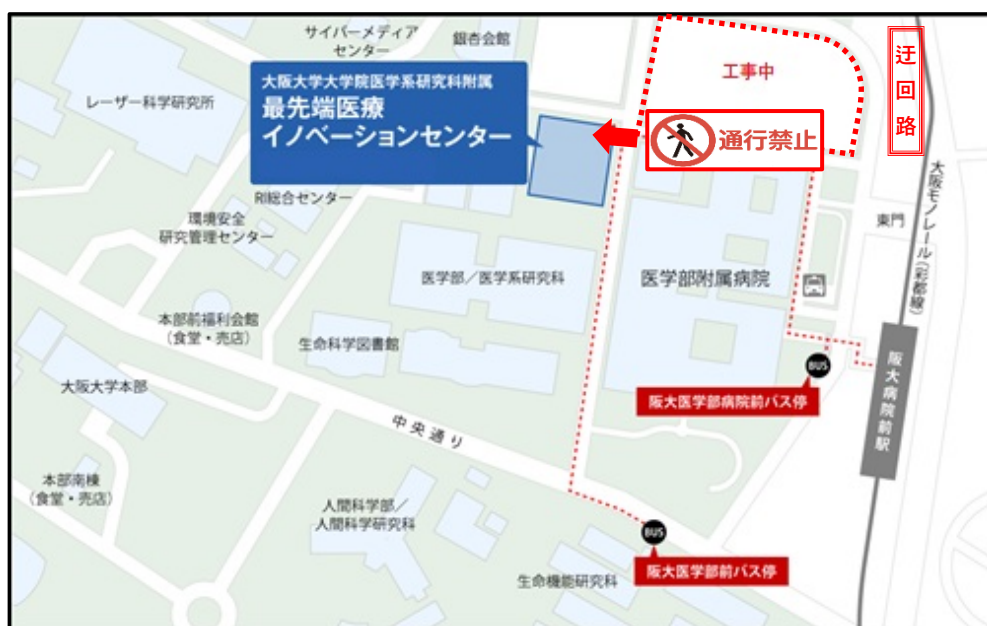 サイバーメディア
センター
銀杏会館
迂回路
工事中
大阪大学大学院医学系研究科附属
最先端医療
イノベーションセンター
レーザー科学研究所
通行禁止
大阪モノレール(彩都線)
RI総合センター
環境安全
研究管理センター
東門
医学部/医学系研究科
医学部附属病院
本部前福利会館
(食堂・売店)
生命科学図書館
BUS
阪大病院前駅
大阪大学本部
阪大医学部病院前バス停
中央通り
本部南棟
(食堂・売店)
人間科学部/
人間科学研究科
BUS
阪大医学部前バス停
生命機能研究科